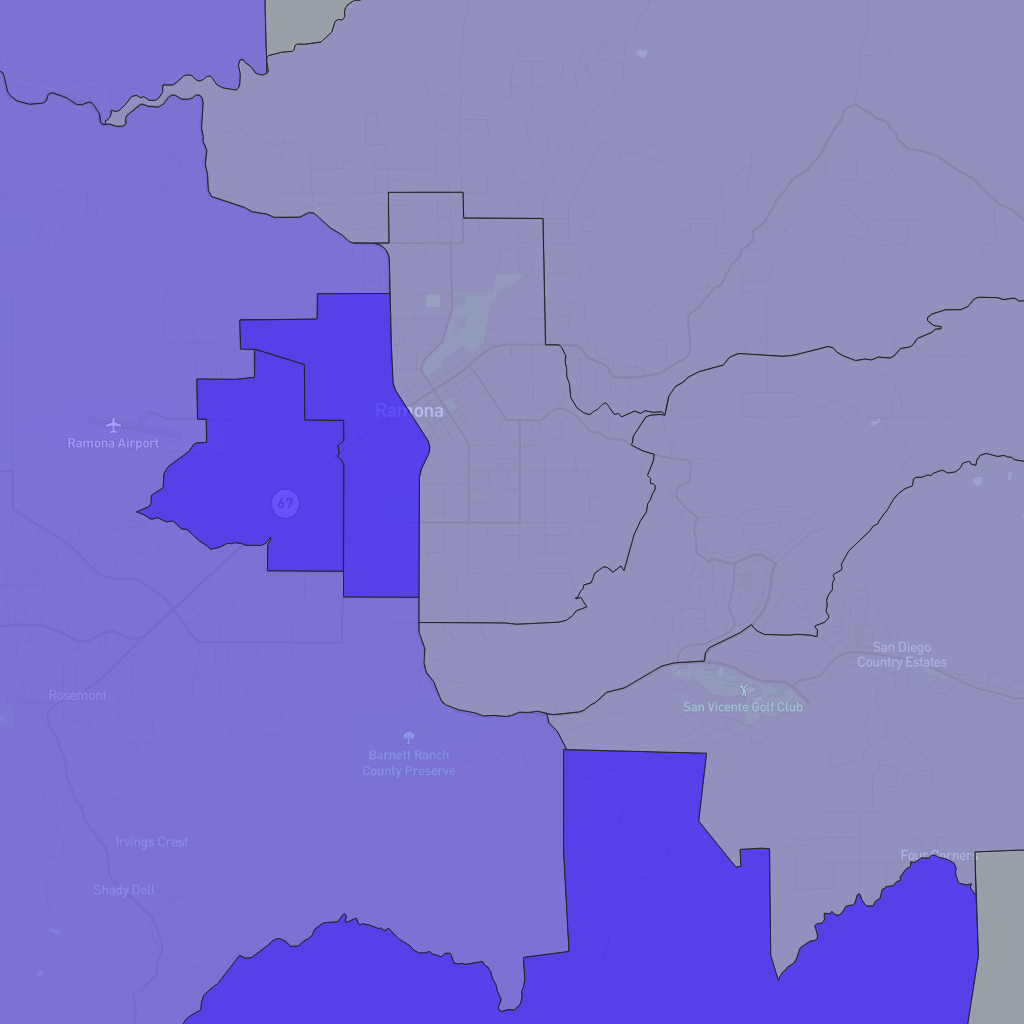 Ramona
Ramona Airport
67
San Diego
Country Estates
Rosemont
San Vicente Golf Club
Barnett Ranch
County Preserve
Irvings Crest
Four Corners
Shady Dell